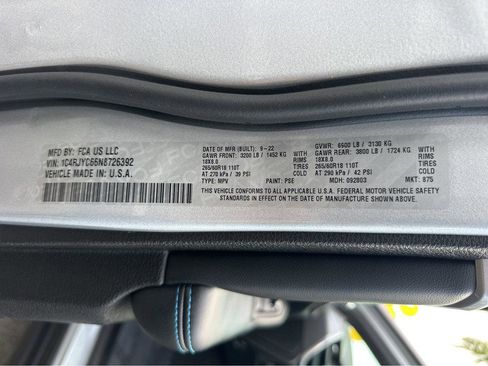 MFD BY: FCA US LLC
VIN: 1C4RJYC66N8726392
MADE IN U.S.A.
DATE OF MFR (BUILT): 9-22
GAWR FRONT: 3200 LB / 1452 KG
18X8.0 RIMS
265/60R18 110T TIRES
AT 270 kPa / 39 PSI COLD
TYPE: MPV
PAINT: PSE
GVWR: 6900 LB / 3130 KG
GAWR REAR: 3800 LB / 1724 KG
18X8.0 RIMS
265/60R18 110T TIRES
AT 290 kPa / 42 PSI COLD
MDH: 092803
MKT: 875
THIS VEHICLE CONFORMS TO ALL APPLICABLE U.S.A. FEDERAL MOTOR VEHICLE SAFETY
STANDARDS IN EFFECT ON THE DATE OF MANUFACTURE SHOWN ABOVE.